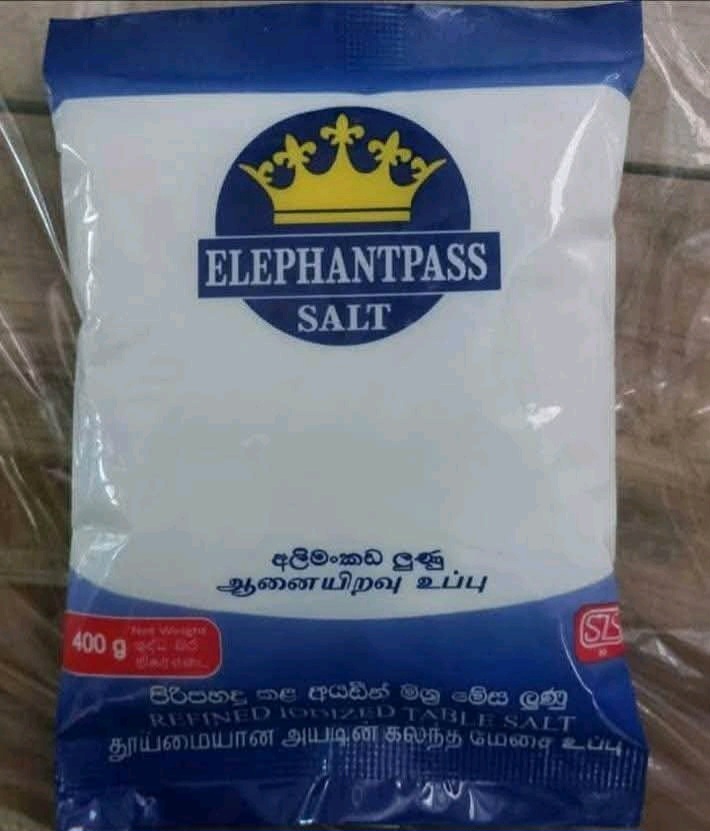 ELEPHANTPASS
SALT
අලිමංකඩ ලුණු
ஆனையிறவு உப்பு
400 g Net Weight
ශුද්ධ බර
SLS
පිරිපහදු කළ අයඩින් මිශ්‍ර මේස ලුණු
REFINED IODIZED TABLE SALT
தூய்மையான அயடின் கலந்த மேசை உப்பு